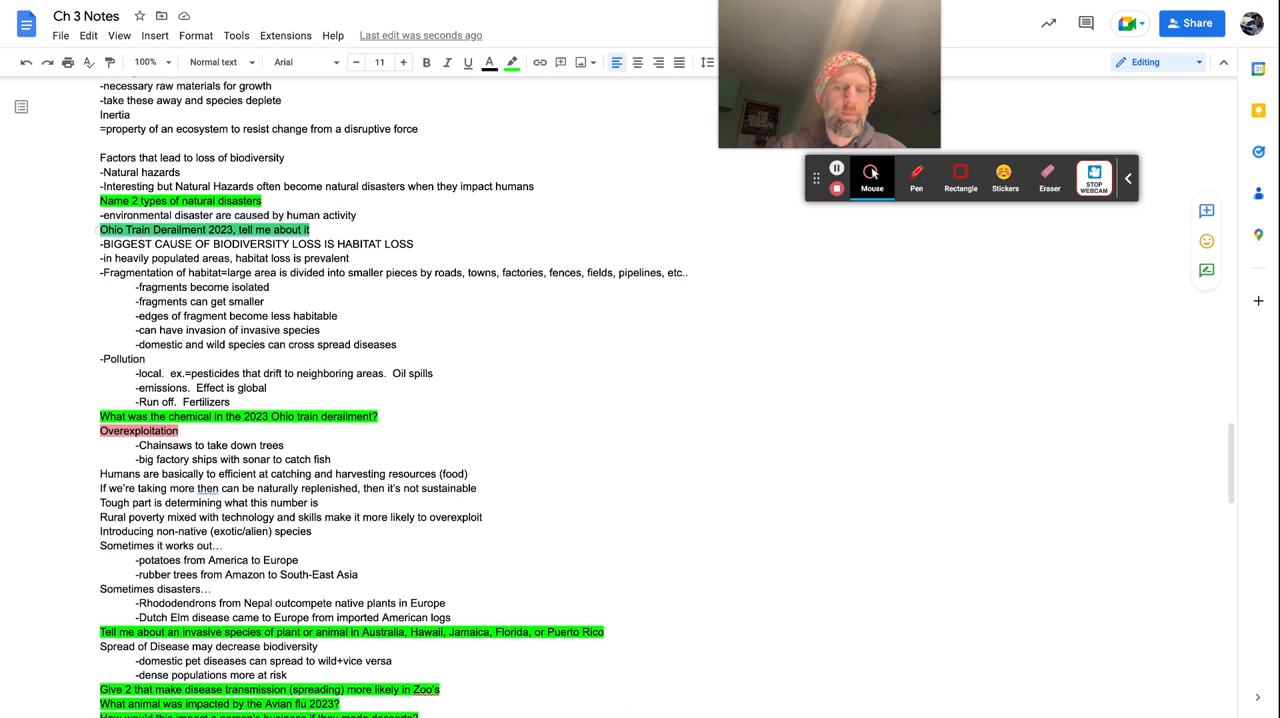 Ch 3 Notes
File Edit View Insert Format Tools Extensions Help Last edit was seconds ago
Share
100% Normal text Arial 11 B I U A Editing
-necessary raw materials for growth
-take these away and species deplete
Inertia
=property of an ecosystem to resist change from a disruptive force
Factors that lead to loss of biodiversity
-Natural hazards
-Interesting but Natural Hazards often become natural disasters when they impact humans
Name 2 types of natural disasters
-environmental disaster are caused by human activity
Ohio Train Derailment 2023, tell me about it
-BIGGEST CAUSE OF BIODIVERSITY LOSS IS HABITAT LOSS
-in heavily populated areas, habitat loss is prevalent
-Fragmentation of habitat=large area is divided into smaller pieces by roads, towns, factories, fences, fields, pipelines, etc..
-fragments become isolated
-fragments can get smaller
-edges of fragment become less habitable
-can have invasion of invasive species
-domestic and wild species can cross spread diseases
-Pollution
-local. ex.=pesticides that drift to neighboring areas. Oil spills
-emissions. Effect is global
-Run off. Fertilizers
What was the chemical in the 2023 Ohio train derailment?
Overexploitation
-Chainsaws to take down trees
-big factory ships with sonar to catch fish
Humans are basically to efficient at catching and harvesting resources (food)
If we're taking more then can be naturally replenished, then it's not sustainable
Tough part is determining what this number is
Rural poverty mixed with technology and skills make it more likely to overexploit
Introducing non-native (exotic/alien) species
Sometimes it works out…
-potatoes from America to Europe
-rubber trees from Amazon to South-East Asia
Sometimes disasters…
-Rhododendrons from Nepal outcompete native plants in Europe
-Dutch Elm disease came to Europe from imported American logs
Tell me about an invasive species of plant or animal in Australia, Hawaii, Jamaica, Florida, or Puerto Rico
Spread of Disease may decrease biodiversity
-domestic pet diseases can spread to wild+vice versa
-dense populations more at risk
Give 2 that make disease transmission (spreading) more likely in Zoo's
What animal was impacted by the Avian flu 2023?
How would this impact a person's business if they made desserts?
Mouse Pen Rectangle Stickers Eraser STOP WEBCAM